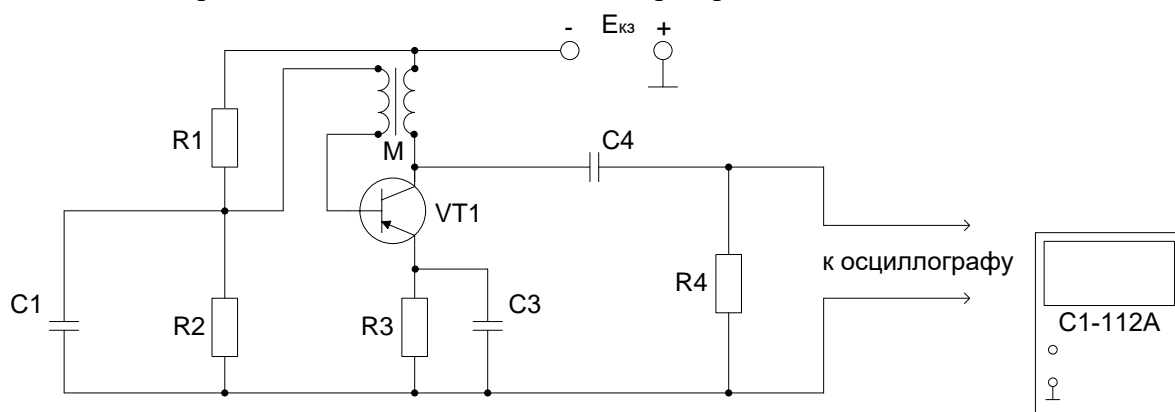 - Eкз +
R1
M
C4
VT1
к осциллографу
C1
R2
R3
C3
R4
C1-112A